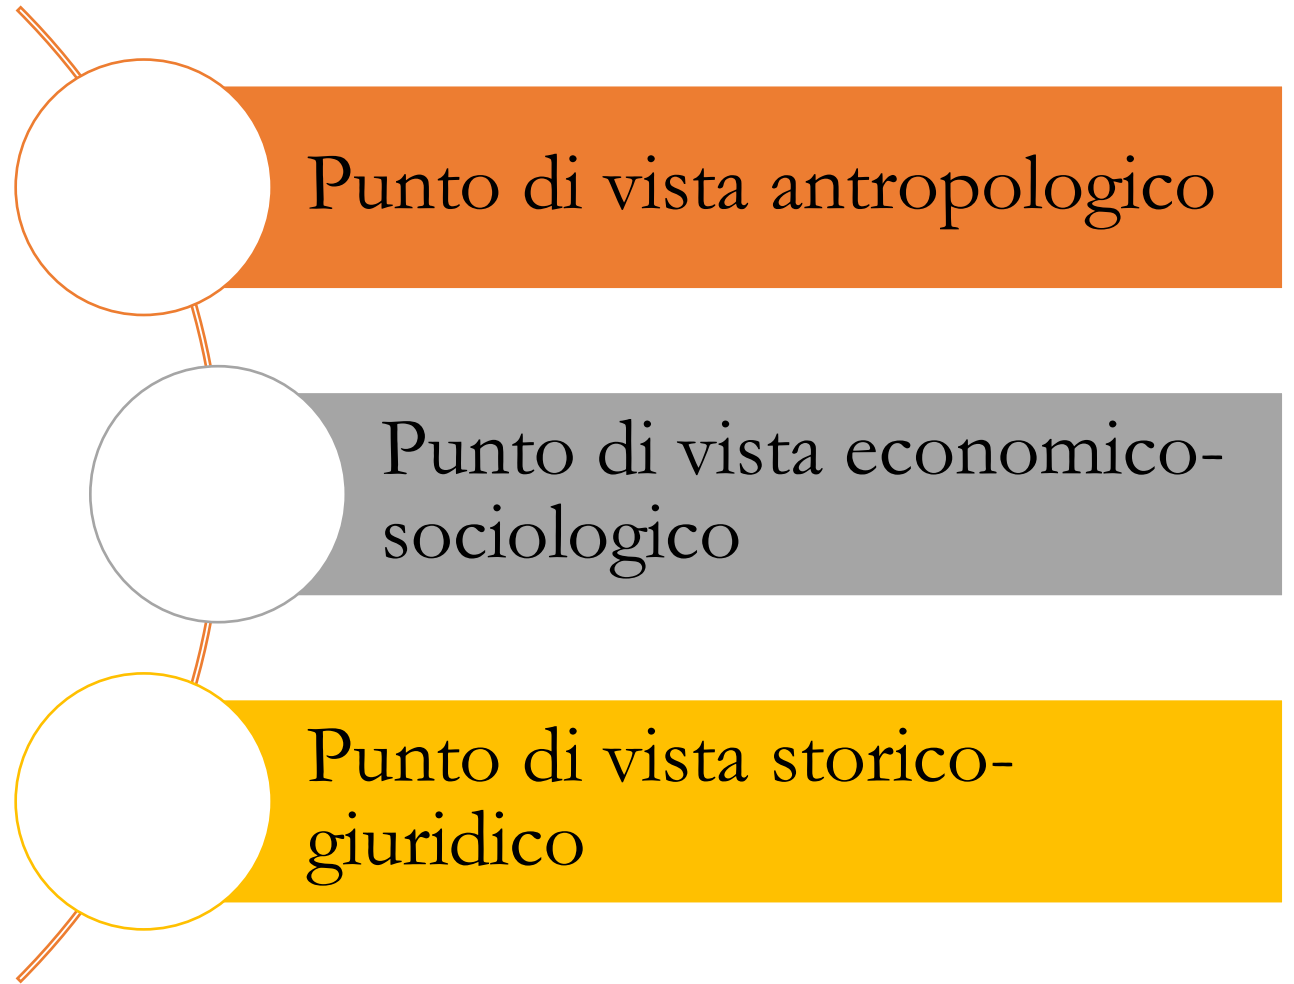 Punto di vista antropologico
Punto di vista economico-
sociologico
Punto di vista storico-
giuridico